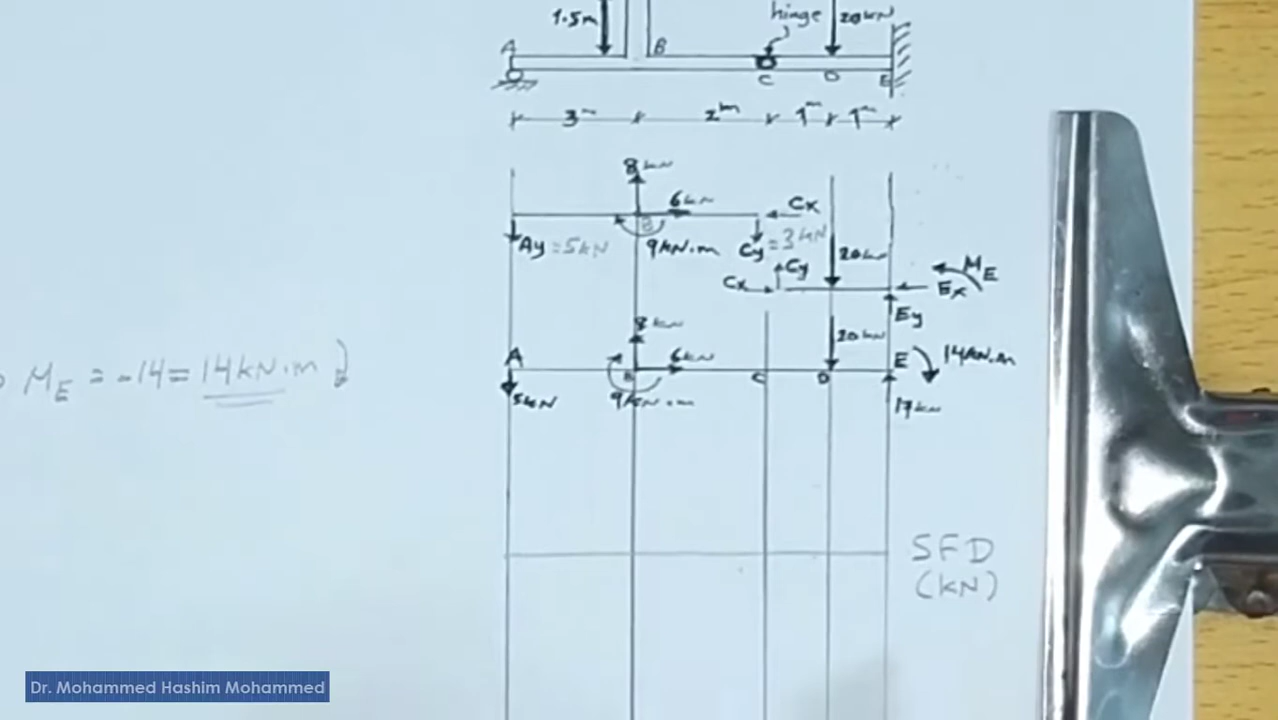 1.5m
hinge
20kN
A
B
C
D
E
3m
2m
1m
1m
8kN
6kN
Cx
B
Ay = 5kN
9kN.m
Cy = 3kN
20kN
Cx
Cy
ME
Ex
Ey
8kN
20kN
A
6kN
E
14kN.m
B
C
D
5kN
9kN.m
17kN
ME = -14 = 14kN.m
SFD
(kN)
Dr. Mohammed Hashim Mohammed